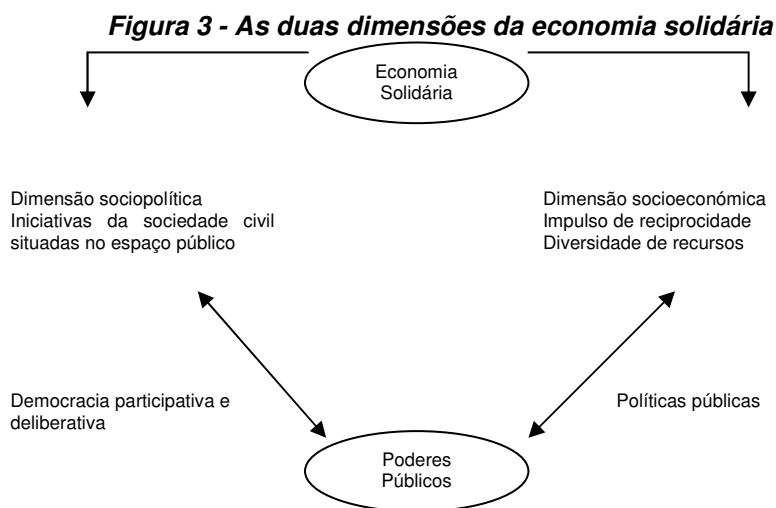 Figura 3 - As duas dimensões da economia solidária
Economia
Solidária
Dimensão sociopolítica
Iniciativas da sociedade civil
situadas no espaço público
Dimensão socioeconómica
Impulso de reciprocidade
Diversidade de recursos
Democracia participativa e
deliberativa
Políticas públicas
Poderes
Públicos